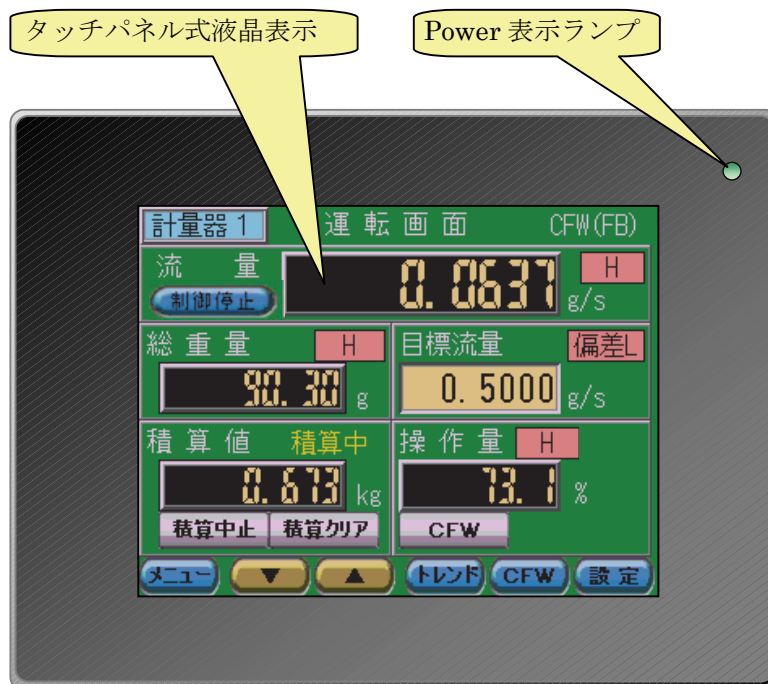 タッチパネル式液晶表示
Power 表示ランプ
計量器 1 運転画面 CFW(FB)
流量 0.0637 g/s H
制御停止
総重量 H
90.30 g
目標流量 偏差L
0.5000 g/s
積算値 積算中
0.673 kg
積算中止 積算クリア
操作量 H
73.1 %
CFW
メニュー ▼ ▲ トレンド CFW 設定